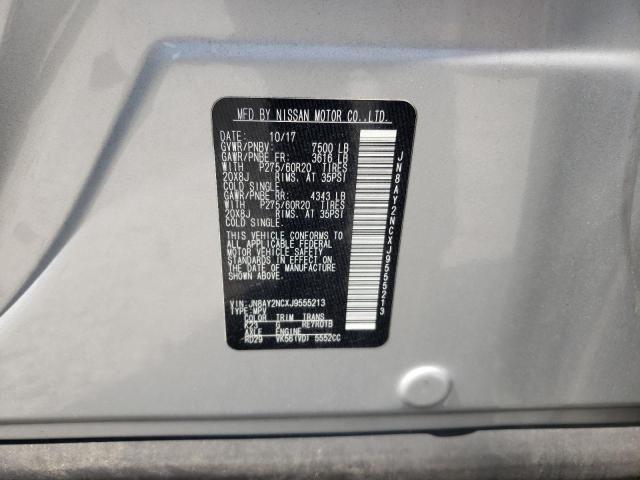 MFD BY NISSAN MOTOR CO.,LTD.
DATE: 10/17
GVWR/PNBV: 7500 LB
GAWR/PNBE FR: 3616 LB
WITH P275/60R20 TIRES
20X8J RIMS. AT 35PSI
COLD SINGLE.
GAWR/PNBE RR: 4343 LB
WITH P275/60R20 TIRES
20X8J RIMS. AT 35PSI
COLD SINGLE.
THIS VEHICLE CONFORMS TO
ALL APPLICABLE FEDERAL
MOTOR VEHICLE SAFETY
STANDARDS IN EFFECT ON
THE DATE OF MANUFACTURE
SHOWN ABOVE.
VIN: JN8AY2NCXJ9555213
TYPE: MPV
COLOR TRIM TRANS
K23 G RE7R01B
AXLE ENGINE
RD29 VK56(VD) 5552CC
JN8AY2NCXJ9555213